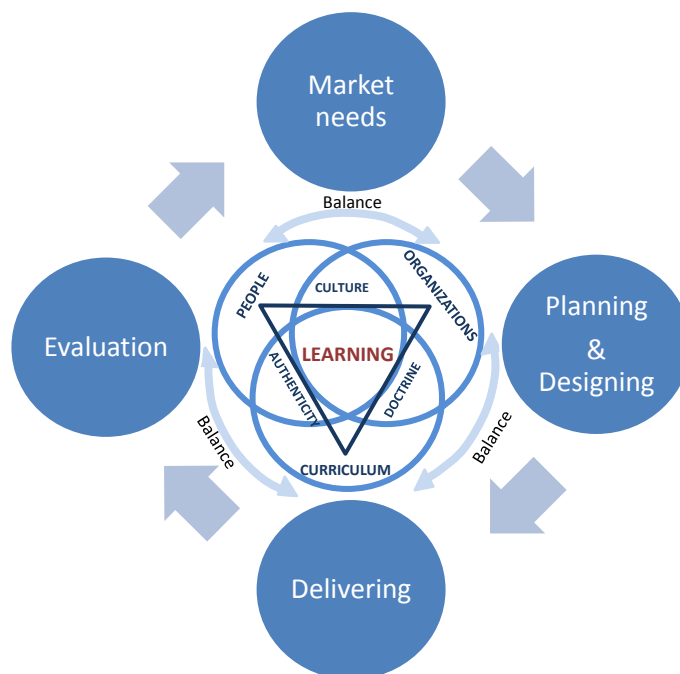 Market
needs
Balance
PEOPLE
CULTURE
ORGANIZATIONS
Evaluation
LEARNING
AUTHENTICITY
DOCTRINE
Planning
&
Designing
Balance
Balance
CURRICULUM
Delivering